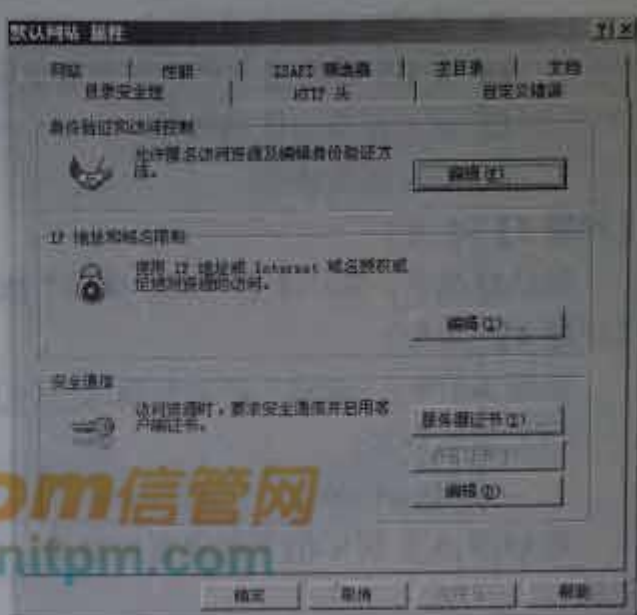 默认网站 属性
网站 性能 ISAPI 筛选器 主目录 文档
目录安全性 HTTP 头 自定义错误
身份验证和访问控制
允许匿名访问资源及编辑身份验证方
法。
编辑(E)...
IP 地址和域名限制
使用 IP 地址或 Internet 域名授权或
拒绝对资源的访问。
编辑(I)...
安全通信
访问资源时，要求安全通信并启用客
户端证书。
服务器证书(S)...
编辑(D)...
om信管网
nitpm.com
确定 取消 帮助